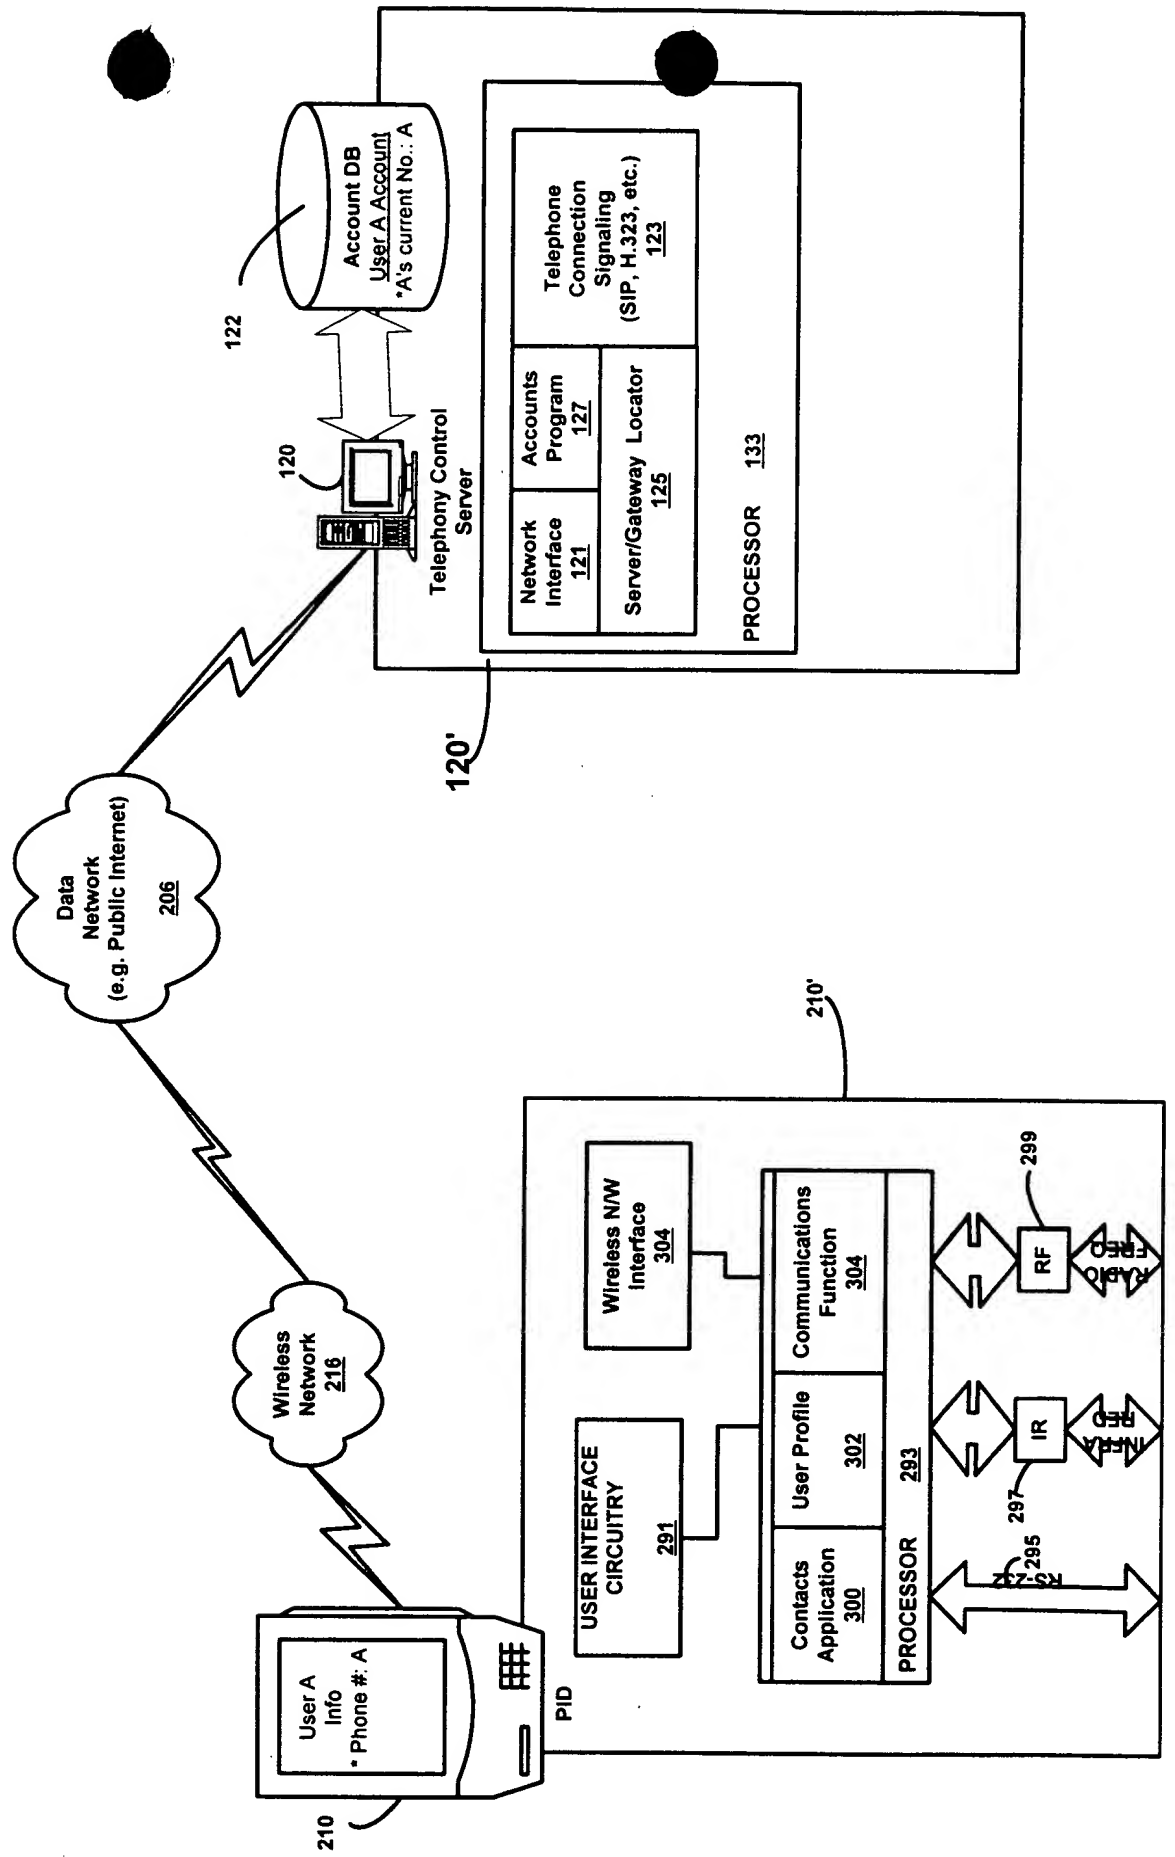 210
User A
Info
* Phone #: A
PID
Wireless
Network
216
Data
Network
(e.g. Public Internet)
206
120
Telephony Control
Server
122
Account DB
User A Account
*A's current No.: A
120'
Network
Interface
121
Accounts
Program
127
Telephone
Connection
Signaling
(SIP, H.323, etc.)
123
Server/Gateway Locator
125
PROCESSOR 133
210'
USER INTERFACE
CIRCUITRY
291
Wireless N/W
Interface
304
Contacts
Application
300
User Profile
302
Communications
Function
304
PROCESSOR 293
RS-232
295
297
IR
INFRA
RED
299
RF
RADIO
FREQ